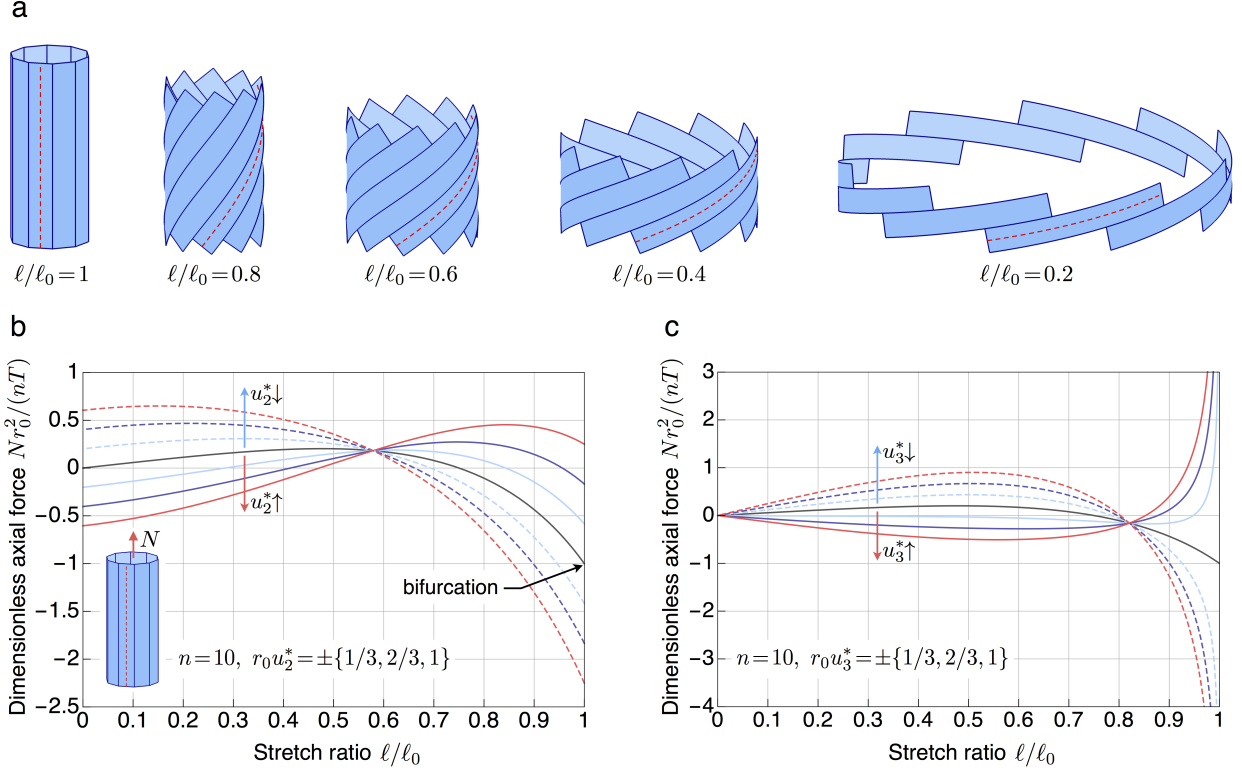 a
ℓ/ℓ₀=1
ℓ/ℓ₀=0.8
ℓ/ℓ₀=0.6
ℓ/ℓ₀=0.4
ℓ/ℓ₀=0.2
b
Dimensionless axial force Nr₀²/(nT)
1
0.5
0
−0.5
−1
−1.5
−2
−2.5
u₂*↓
u₂*↑
N
bifurcation
n=10, r₀u₂*=±{1/3, 2/3, 1}
0 0.1 0.2 0.3 0.4 0.5 0.6 0.7 0.8 0.9 1
Stretch ratio ℓ/ℓ₀
c
Dimensionless axial force Nr₀²/(nT)
3
2
1
0
−1
−2
−3
−4
u₃*↓
u₃*↑
n=10, r₀u₃*=±{1/3, 2/3, 1}
0 0.1 0.2 0.3 0.4 0.5 0.6 0.7 0.8 0.9 1
Stretch ratio ℓ/ℓ₀